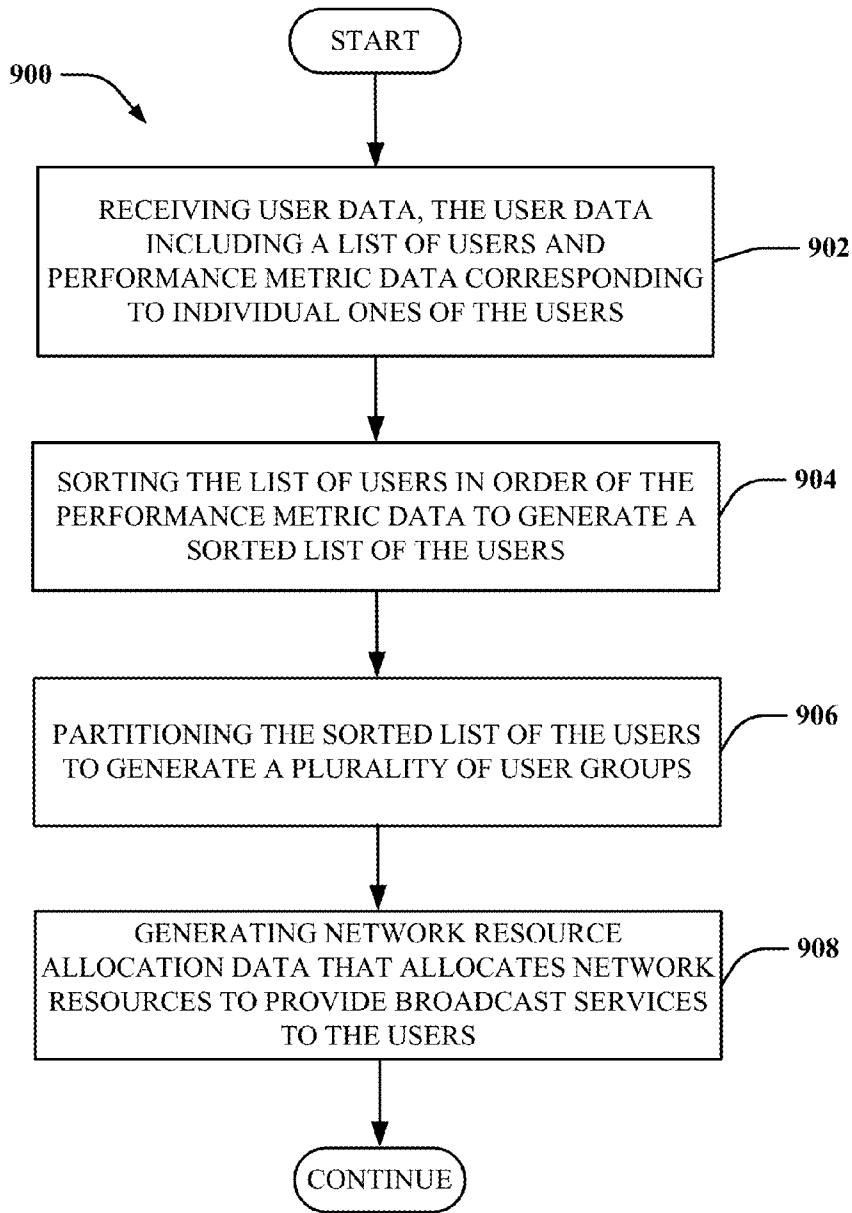 START
900
RECEIVING USER DATA, THE USER DATA
INCLUDING A LIST OF USERS AND
PERFORMANCE METRIC DATA CORRESPONDING
TO INDIVIDUAL ONES OF THE USERS
902
SORTING THE LIST OF USERS IN ORDER OF THE
PERFORMANCE METRIC DATA TO GENERATE A
SORTED LIST OF THE USERS
904
PARTITIONING THE SORTED LIST OF THE USERS
TO GENERATE A PLURALITY OF USER GROUPS
906
GENERATING NETWORK RESOURCE
ALLOCATION DATA THAT ALLOCATES NETWORK
RESOURCES TO PROVIDE BROADCAST SERVICES
TO THE USERS
908
CONTINUE